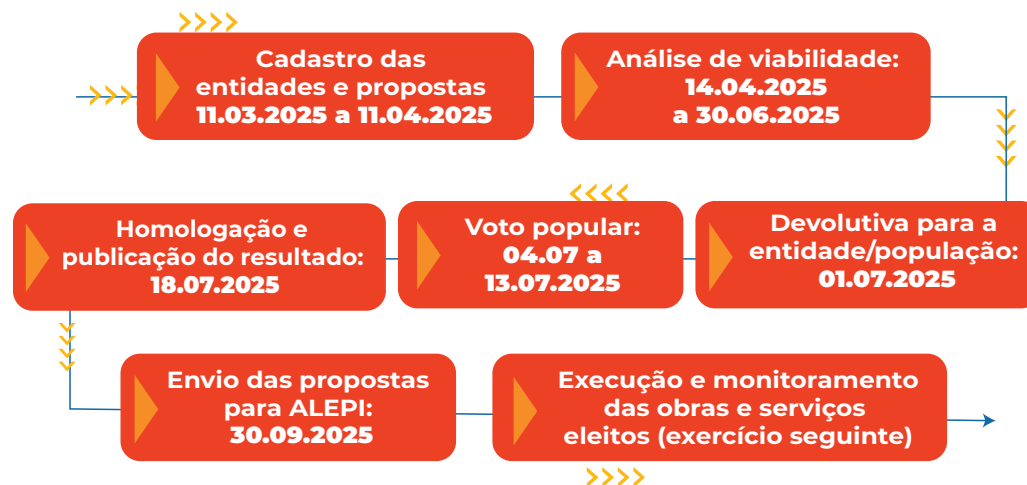 Cadastro das
entidades e propostas
11.03.2025 a 11.04.2025
Análise de viabilidade:
14.04.2025
a 30.06.2025
Devolutiva para a
entidade/população:
01.07.2025
Voto popular:
04.07 a
13.07.2025
Homologação e
publicação do resultado:
18.07.2025
Envio das propostas
para ALEPI:
30.09.2025
Execução e monitoramento
das obras e serviços
eleitos (exercício seguinte)